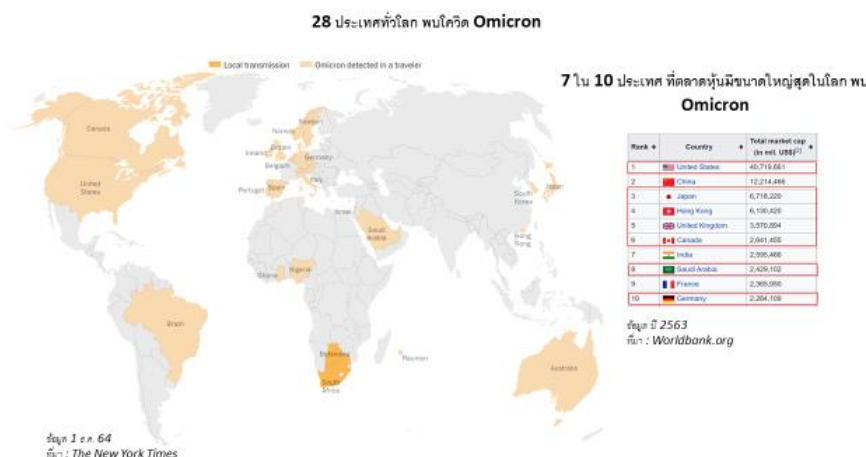 28 ประเทศทั่วโลก พบโควิด Omicron
Local transmission
Omicron detected in a traveler
7 ใน 10 ประเทศ ที่ตลาดหุ้นมีขนาดใหญ่สุดในโลก พบ
Omicron
Canada
United States
Brazil
Norway
Sweden
Ireland
Britain
Belgium
Germany
Portugal
Spain
Italy
Israel
Saudi Arabia
Ghana
Nigeria
Botswana
South Africa
Reunion
South Korea
Japan
Hong Kong
Australia
Rank Country Total market cap
(in mil. US$)[2]
1 United States 40,719,661
2 China 12,214,466
3 Japan 6,718,220
4 Hong Kong 6,130,420
5 United Kingdom 3,570,894
6 Canada 2,641,455
7 India 2,595,466
8 Saudi Arabia 2,429,102
9 France 2,365,950
10 Germany 2,284,109
ข้อมูล ปี 2563
ที่มา : Worldbank.org
ข้อมูล 1 ธ.ค. 64
ที่มา : The New York Times